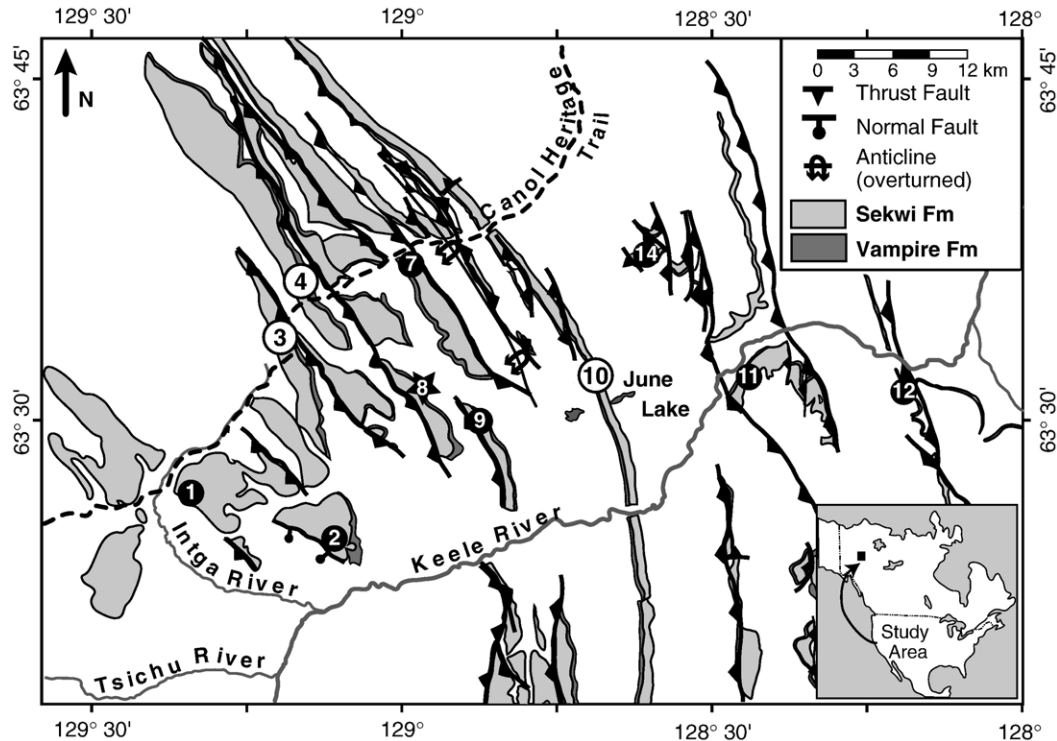 129° 30'
129°
128° 30'
128°
63° 45'
63° 45'
N
0 3 6 9 12 km
Thrust Fault
Normal Fault
Anticline
(overturned)
Sekwi Fm
Vampire Fm
Canol Heritage
Trail
14
7
4
3
10
June
Lake
8
11
12
9
63° 30'
63° 30'
1
2
Intga River
Keele River
Tsichu River
Study
Area
129° 30'
129°
128° 30'
128°